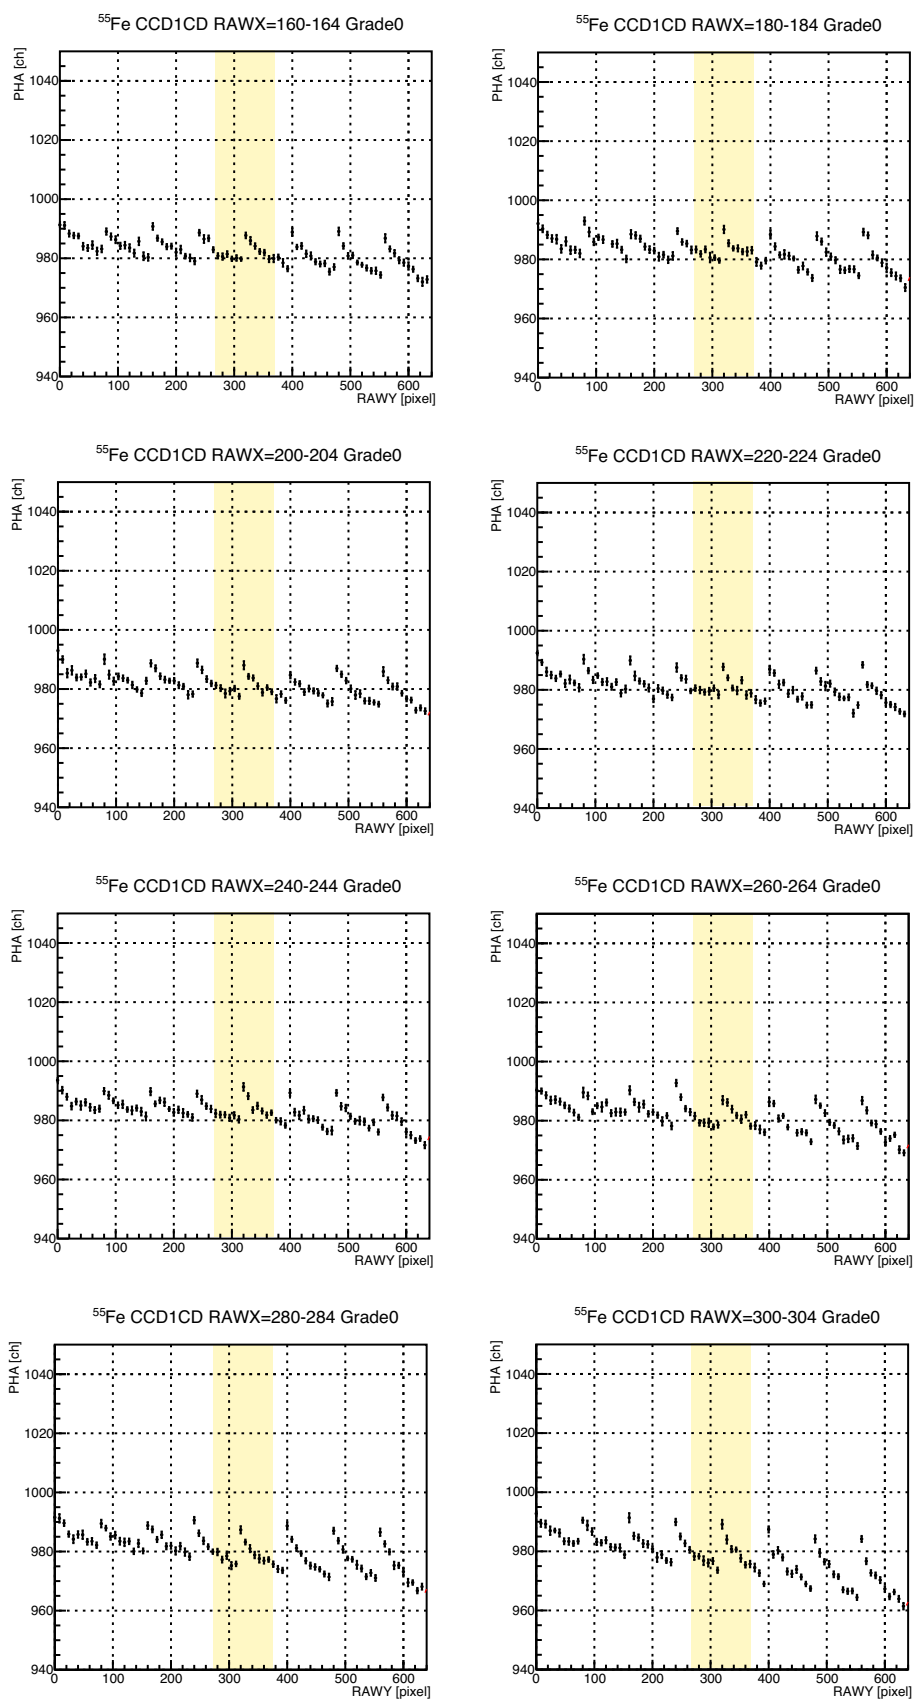 ⁵⁵Fe CCD1CD RAWX=160-164 Grade0
PHA [ch]
1040
1020
1000
980
960
940
0 100 200 300 400 500 600
RAWY [pixel]
⁵⁵Fe CCD1CD RAWX=180-184 Grade0
PHA [ch]
1040
1020
1000
980
960
940
0 100 200 300 400 500 600
RAWY [pixel]
⁵⁵Fe CCD1CD RAWX=200-204 Grade0
PHA [ch]
1040
1020
1000
980
960
940
0 100 200 300 400 500 600
RAWY [pixel]
⁵⁵Fe CCD1CD RAWX=220-224 Grade0
PHA [ch]
1040
1020
1000
980
960
940
0 100 200 300 400 500 600
RAWY [pixel]
⁵⁵Fe CCD1CD RAWX=240-244 Grade0
PHA [ch]
1040
1020
1000
980
960
940
0 100 200 300 400 500 600
RAWY [pixel]
⁵⁵Fe CCD1CD RAWX=260-264 Grade0
PHA [ch]
1040
1020
1000
980
960
940
0 100 200 300 400 500 600
RAWY [pixel]
⁵⁵Fe CCD1CD RAWX=280-284 Grade0
PHA [ch]
1040
1020
1000
980
960
940
0 100 200 300 400 500 600
RAWY [pixel]
⁵⁵Fe CCD1CD RAWX=300-304 Grade0
PHA [ch]
1040
1020
1000
980
960
940
0 100 200 300 400 500 600
RAWY [pixel]